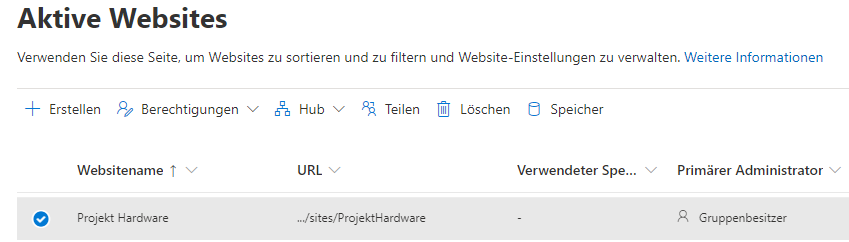 Aktive Websites
Verwenden Sie diese Seite, um Websites zu sortieren und zu filtern und Website-Einstellungen zu verwalten. Weitere Informationen
Erstellen Berechtigungen Hub Teilen Löschen Speicher
Websitename ↑ URL Verwendeter Spe... Primärer Administrator
Projekt Hardware .../sites/ProjektHardware - Gruppenbesitzer